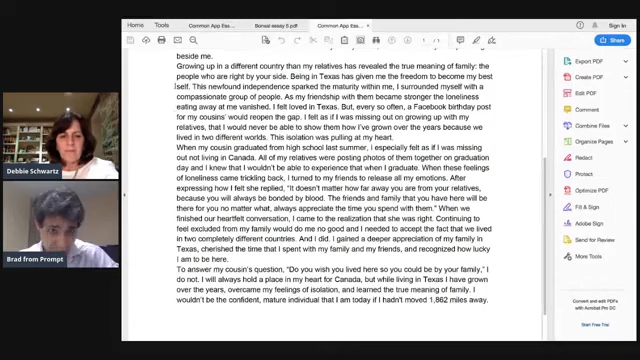 Home Tools Common App Esa... Bonsai essay 5.pdf Common App Esa... × Sign In
1 / 1
beside me.
Growing up in a different country than my relatives has revealed the true meaning of family: the
people who are right by your side. Being in Texas has given me the freedom to become my best
self. This newfound independence sparked the maturity within me, I surrounded myself with a
compassionate group of people. As my friendship with them became stronger the loneliness
eating away at me vanished. I felt loved in Texas. But, every so often, a Facebook birthday post
for my cousins' would reopen the gap. I felt as if I was missing out on growing up with my
relatives, that I would never be able to show them how I've grown over the years because we
lived in two different worlds. This isolation was pulling at my heart.
When my cousin graduated from high school last summer, I especially felt as if I was missing
out not living in Canada. All of my relatives were posting photos of them together on graduation
day and I knew that I wouldn't be able to experience that when I graduate. When these feelings
of loneliness came trickling back, I turned to my friends to release all my emotions. After
expressing how I felt she replied, "It doesn't matter how far away you are from your relatives,
because you will always be bonded by blood. The friends and family that you have here will be
there for you no matter what, always appreciate the time you spend with them." When we
finished our heartfelt conversation, I came to the realization that she was right. Continuing to
feel excluded from my family would do me no good and I needed to accept the fact that we lived
in two completely different countries. And I did. I gained a deeper appreciation of my family in
Texas, cherished the time that I spent with my family and friends, and recognized how lucky
I am to be here.
To answer my cousin's question, "Do you wish you lived here so you could be by your family," I
do not. I will always hold a place in my heart for Canada, but while living in Texas I have grown
over the years, overcame my feelings of isolation, and learned the true meaning of family. I
wouldn't be the confident, mature individual that I am today if I hadn't moved 1,862 miles away.
Export PDF
Create PDF
Edit PDF
Comment
Combine Files
Organize Pages
Redact
Protect
Optimize PDF
Fill & Sign
Adobe Sign
Send for Review
More Tools
Convert and edit PDFs
with Acrobat Pro DC
Start Free Trial
Debbie Schwartz
Brad from Prompt